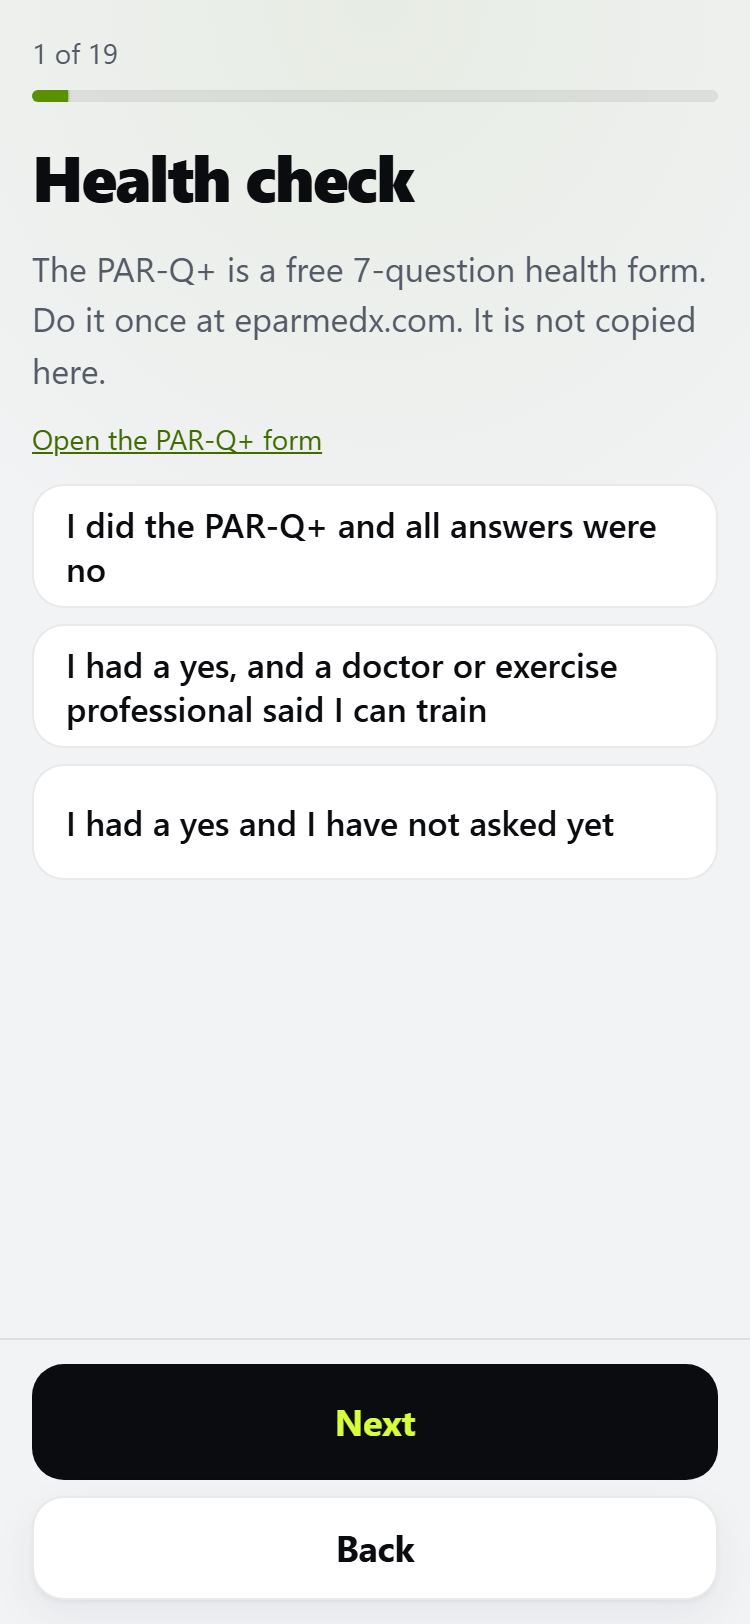 1 of 19
Health check
The PAR-Q+ is a free 7-question health form.
Do it once at eparmedx.com. It is not copied
here.
Open the PAR-Q+ form
I did the PAR-Q+ and all answers were
no
I had a yes, and a doctor or exercise
professional said I can train
I had a yes and I have not asked yet
Next
Back